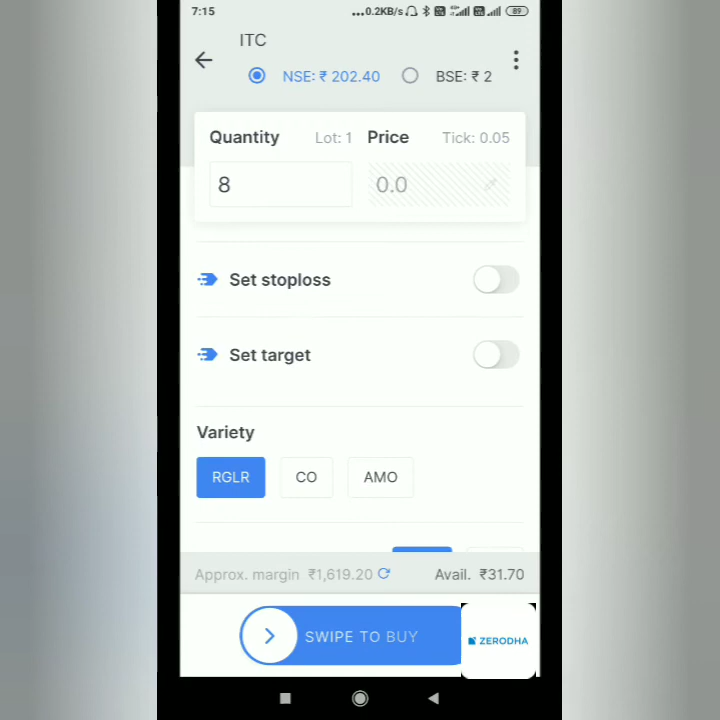 7:15
...0.2KB/s 89
ITC
NSE: ₹ 202.40 BSE: ₹ 2
Quantity Lot: 1 Price Tick: 0.05
8 0.0
Set stoploss
Set target
Variety
RGLR CO AMO
Approx. margin ₹1,619.20 Avail. ₹31.70
SWIPE TO BUY
ZERODHA